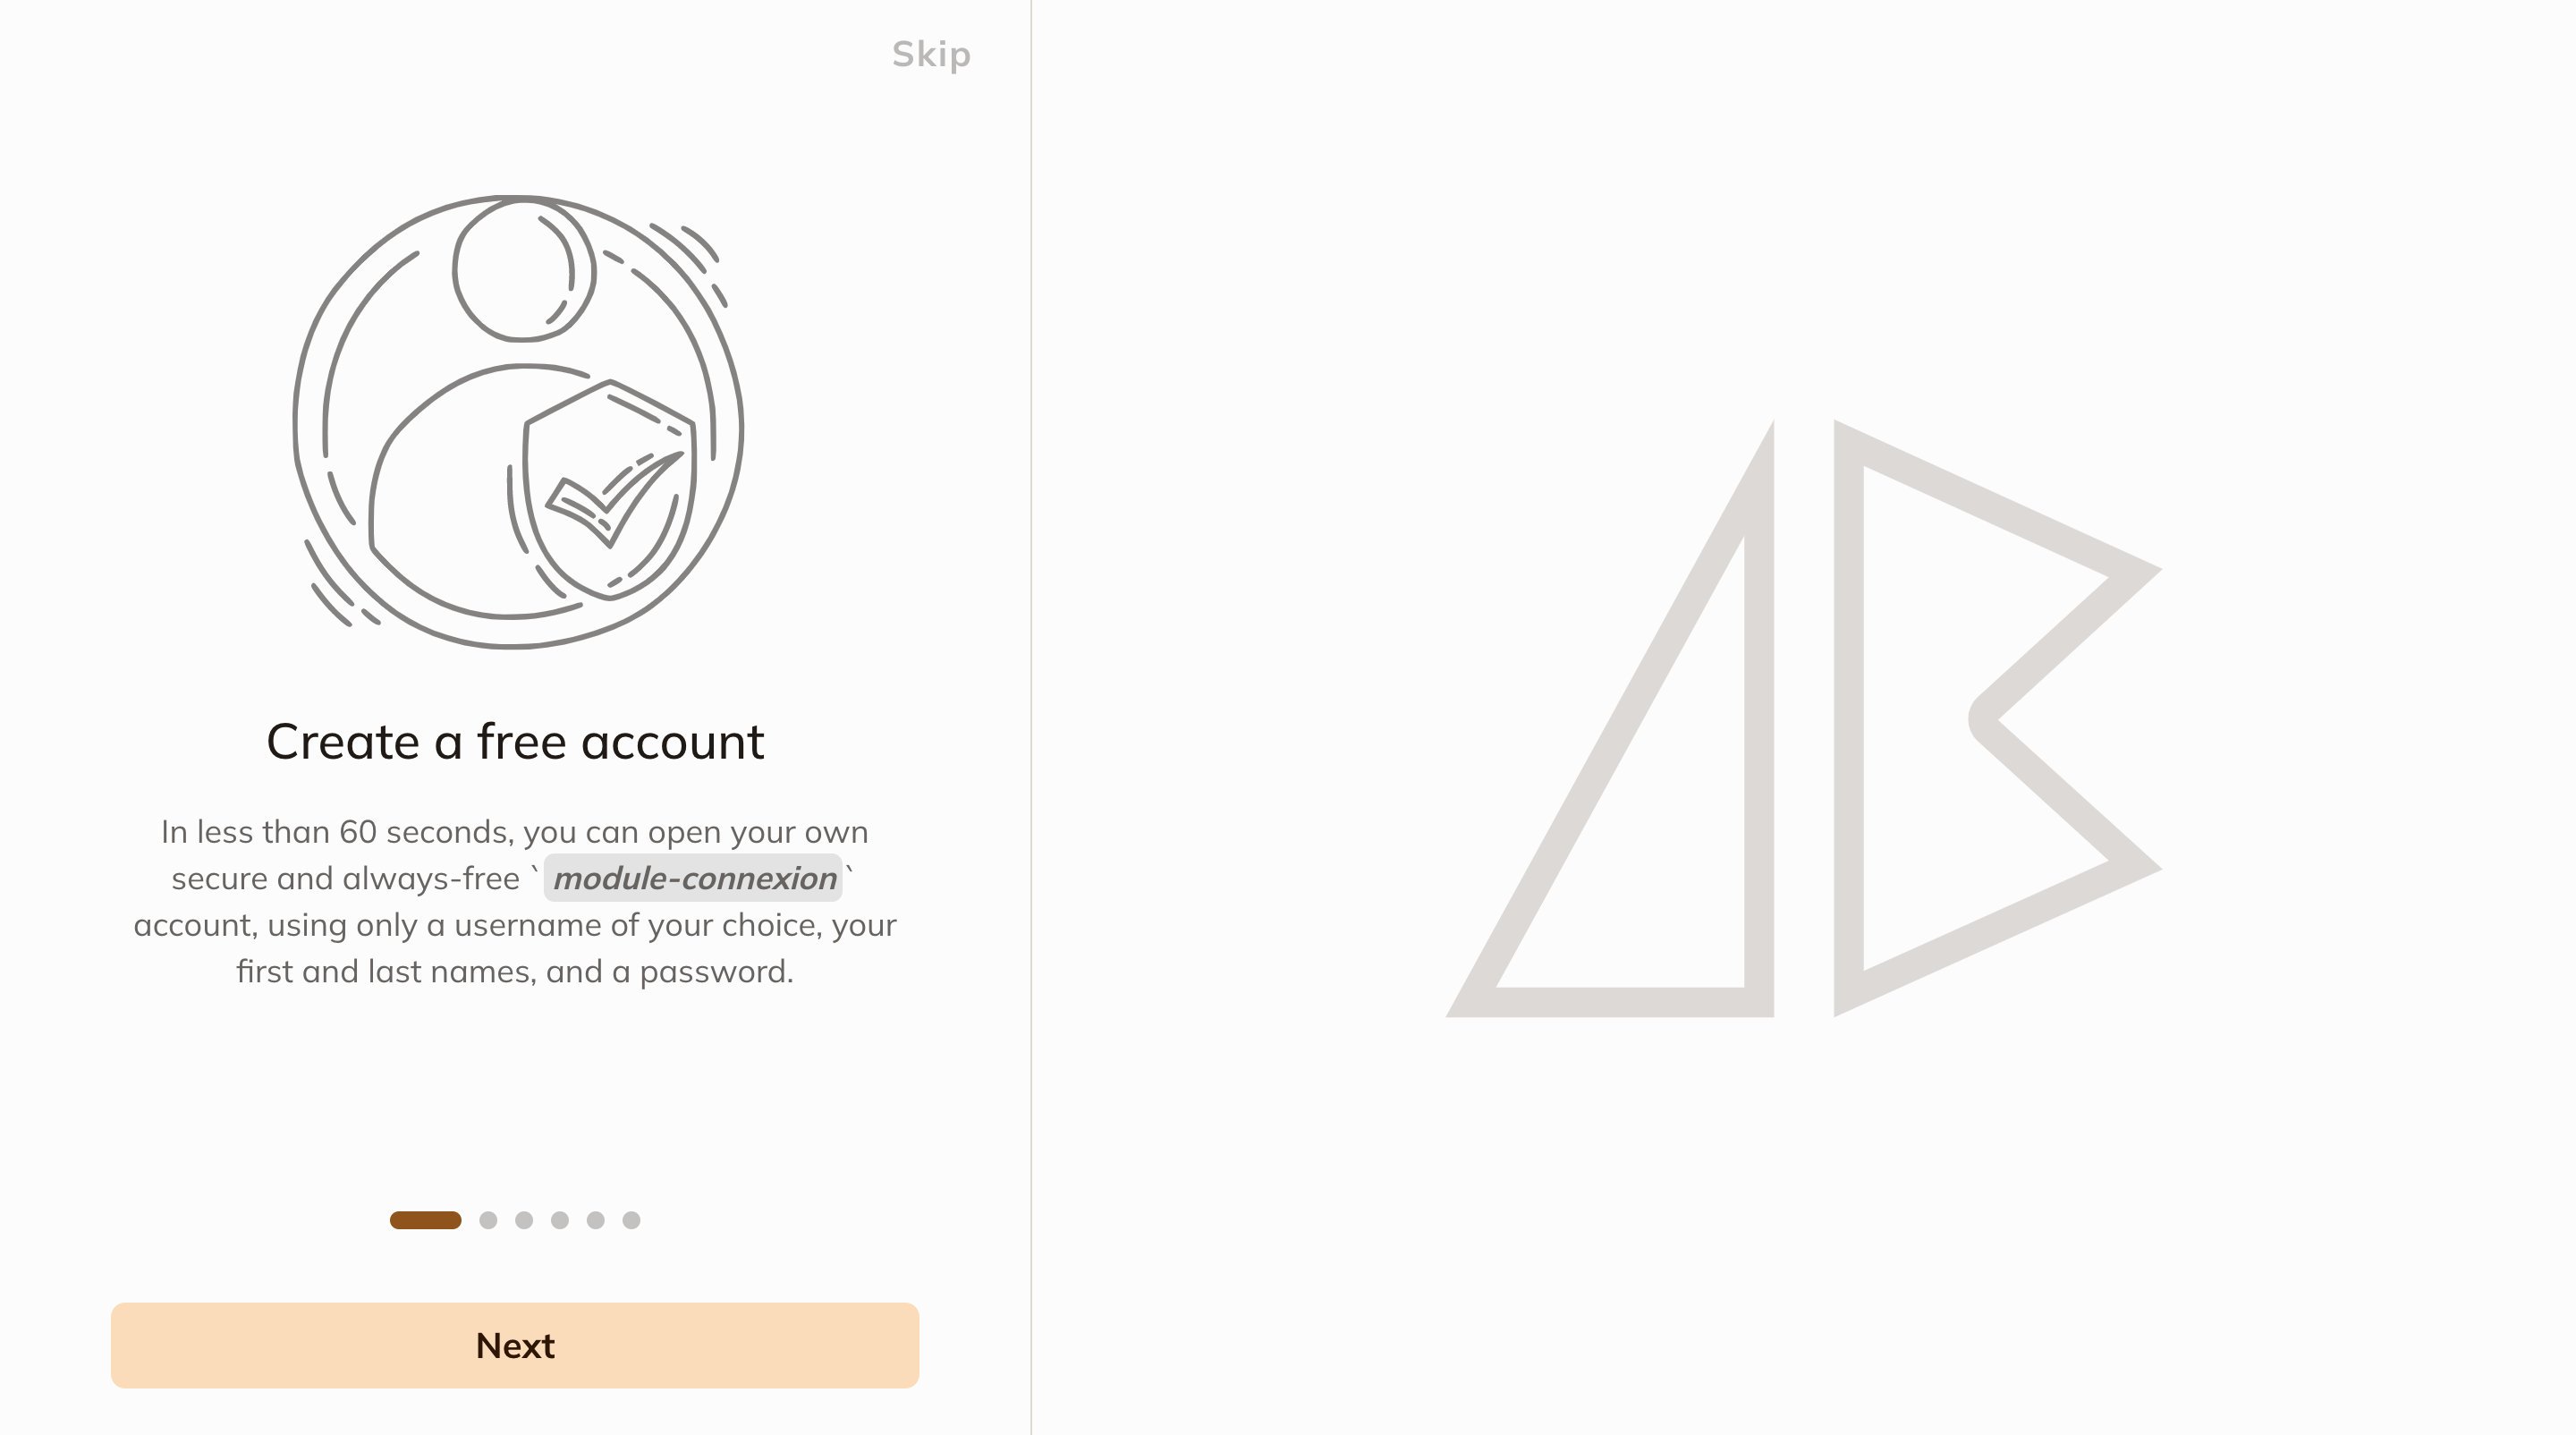 Skip
Create a free account
In less than 60 seconds, you can open your own
secure and always-free `module-connexion`
account, using only a username of your choice, your
first and last names, and a password.
Next